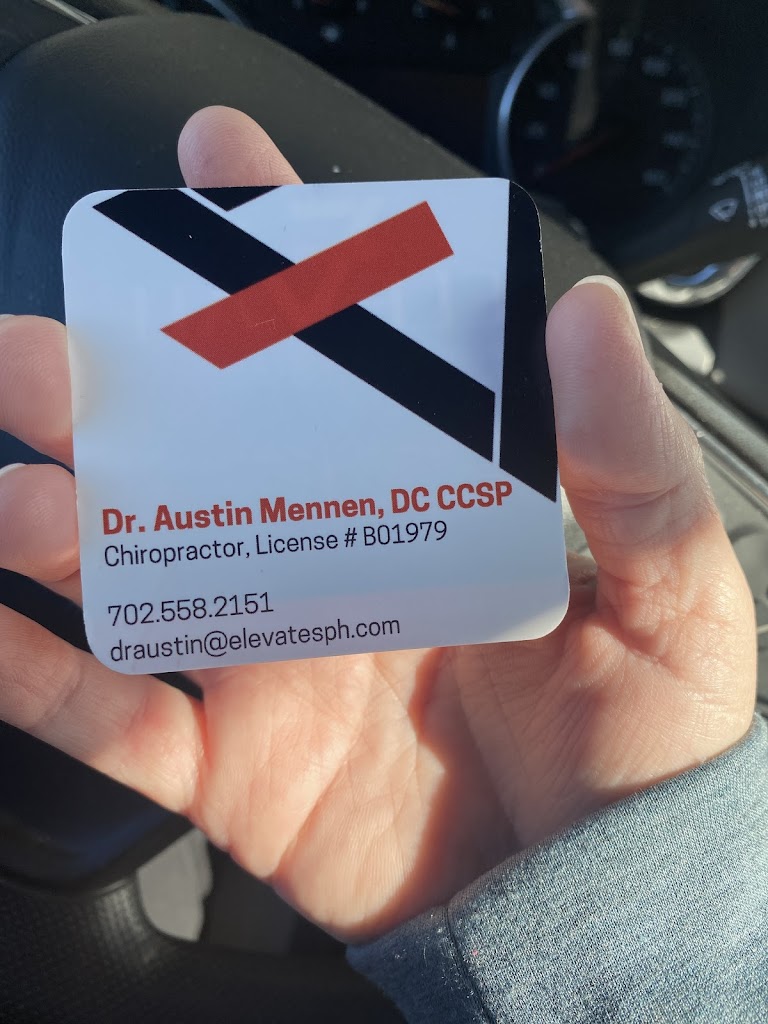 Dr. Austin Mennen, DC CCSP
Chiropractor, License # B01979
702.558.2151
draustin@elevatesph.com